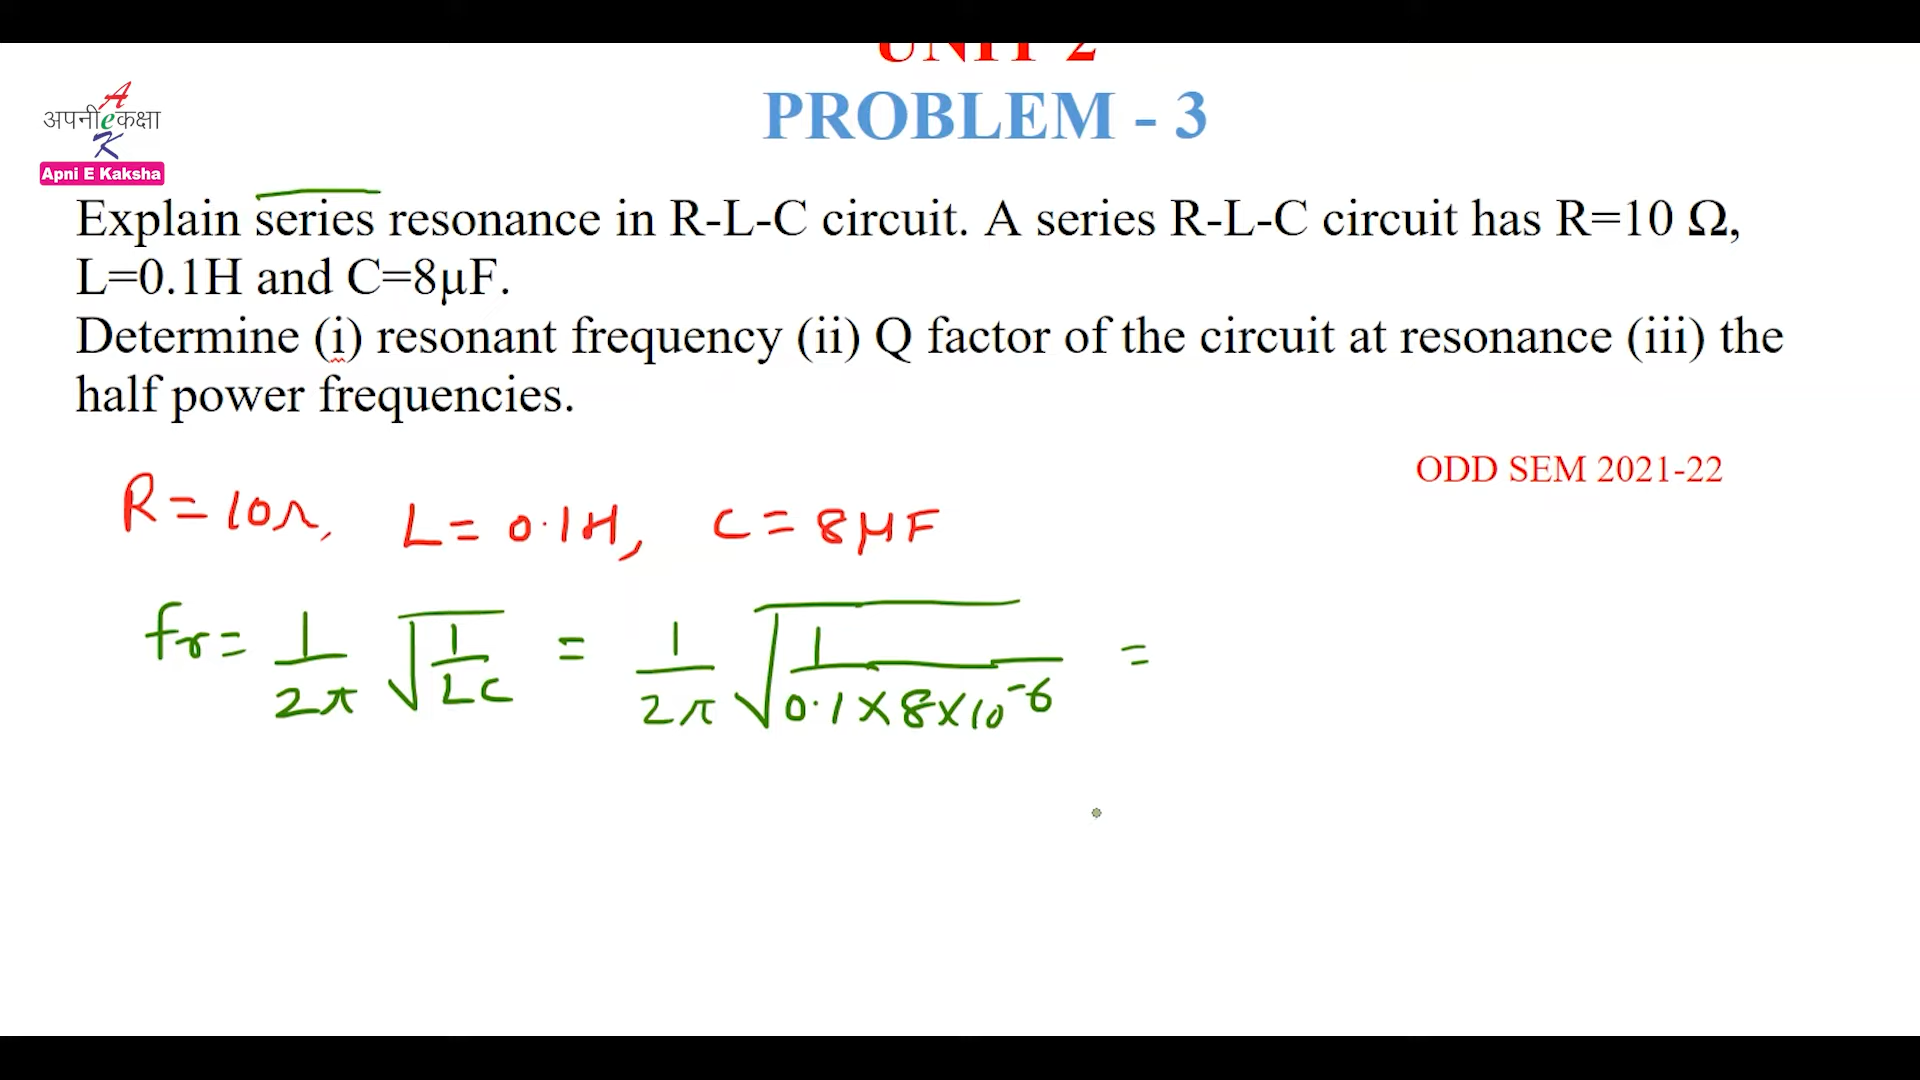 UNIT 2
PROBLEM - 3
A
अपनी e कक्षा
K
Apni E Kaksha
Explain series resonance in R-L-C circuit. A series R-L-C circuit has R=10 Ω,
L=0.1H and C=8μF.
Determine (i) resonant frequency (ii) Q factor of the circuit at resonance (iii) the
half power frequencies.
ODD SEM 2021-22
R = 10Ω, L = 0.1H, C = 8μF
fr = 1/2π √(1/LC) = 1/2π √(1/0.1×8×10⁻⁶) =